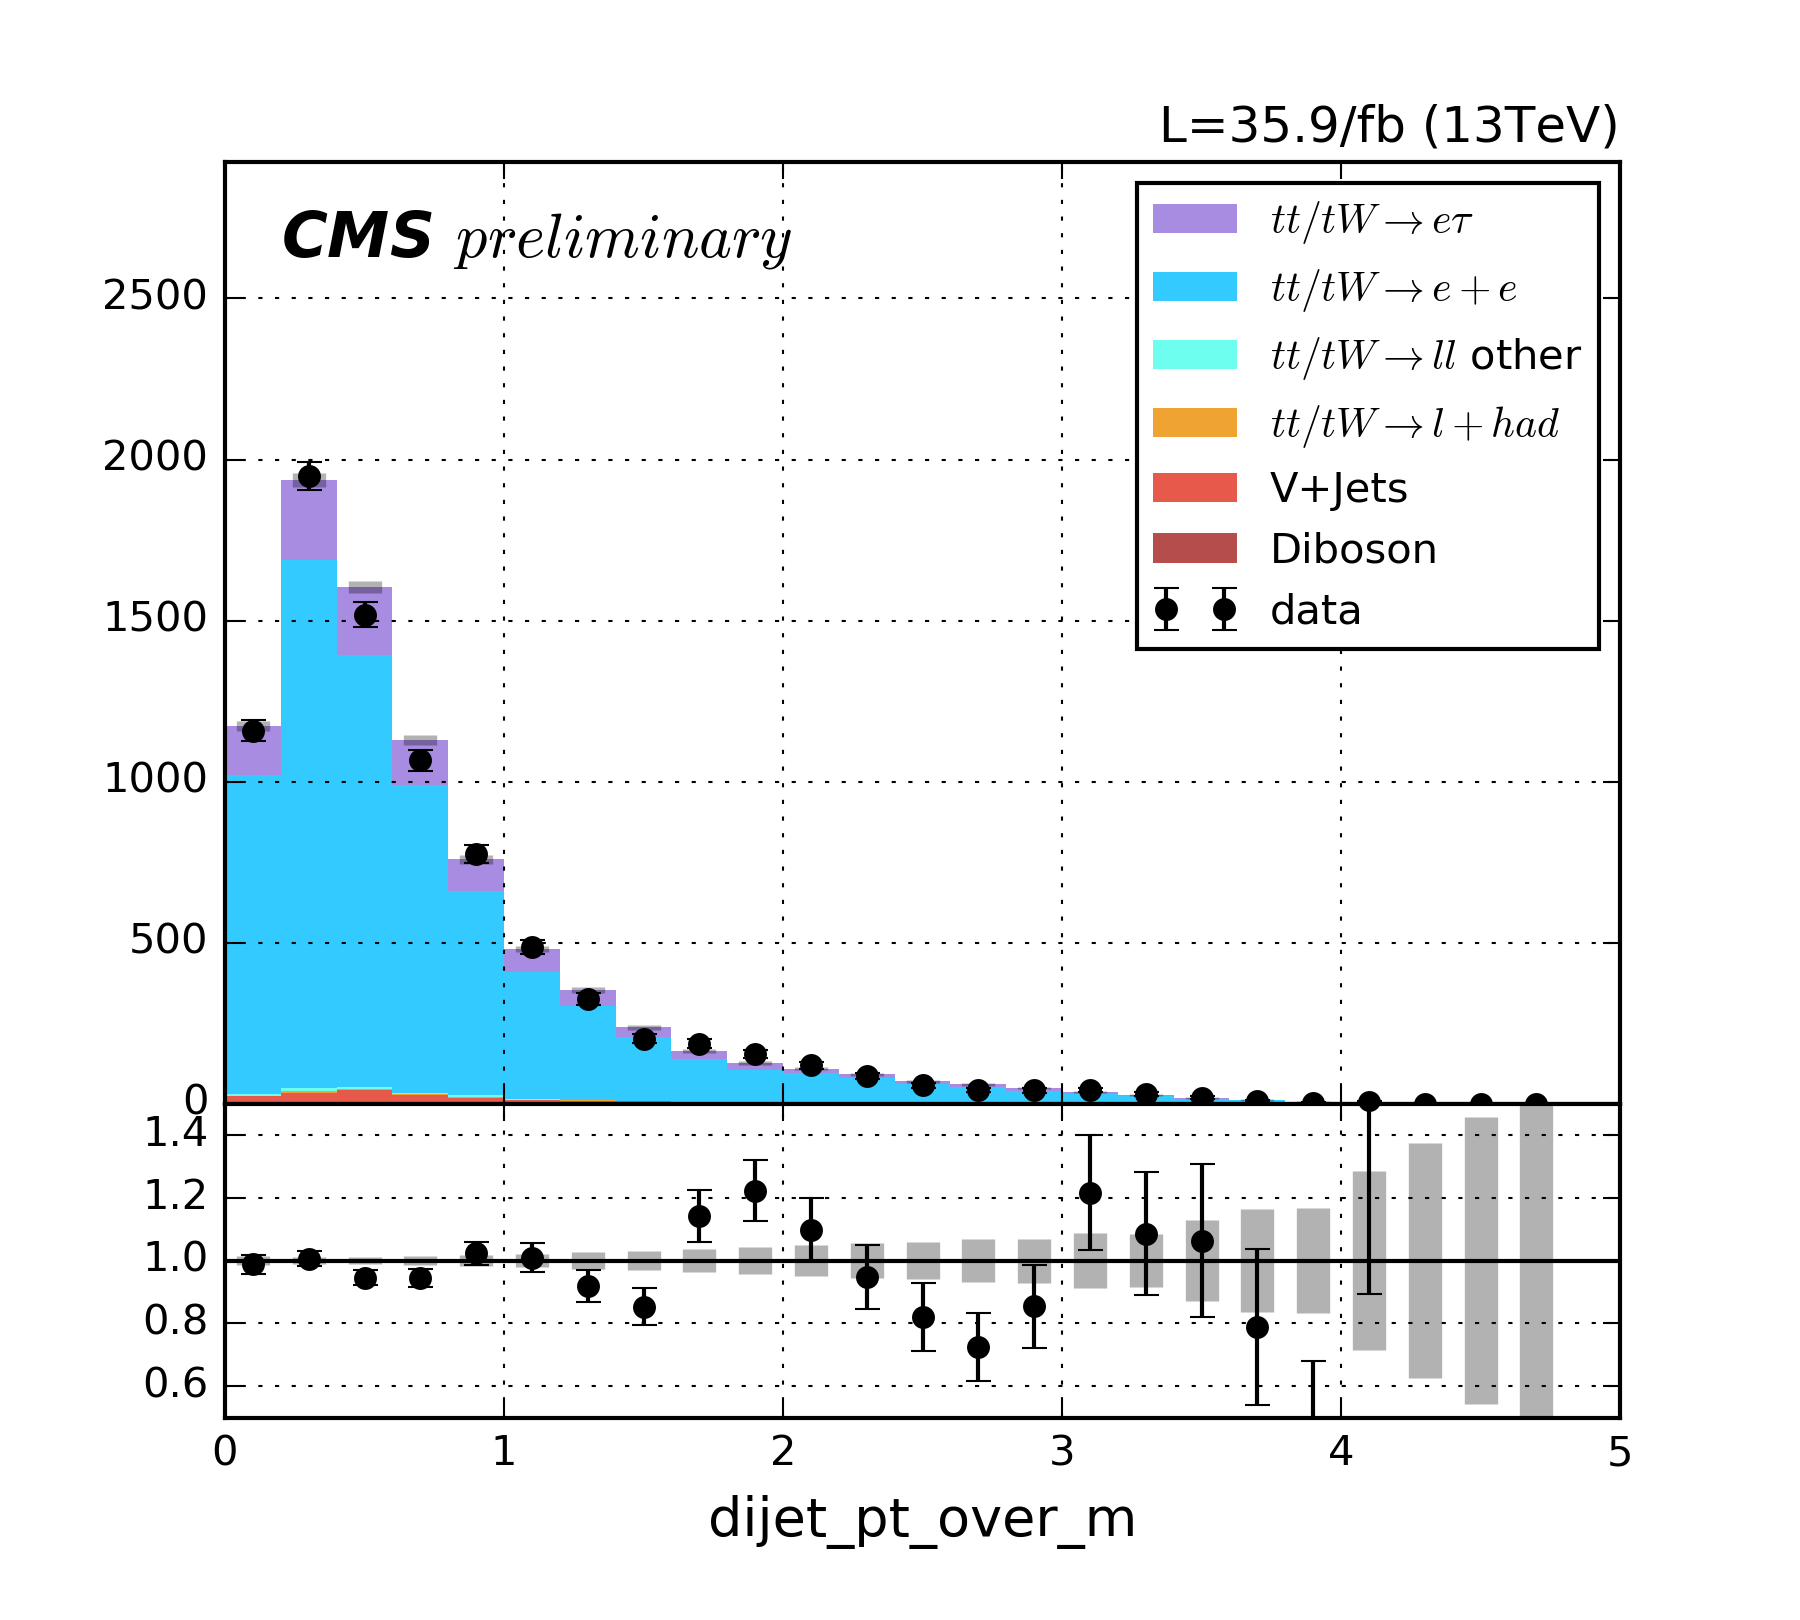 L=35.9/fb (13TeV)
CMS preliminary
tt/tW→eτ
tt/tW→e+e
tt/tW→ll other
tt/tW→l+had
V+Jets
Diboson
data
2500
2000
1500
1000
500
0
1.4
1.2
1.0
0.8
0.6
0 1 2 3 4 5
dijet_pt_over_m